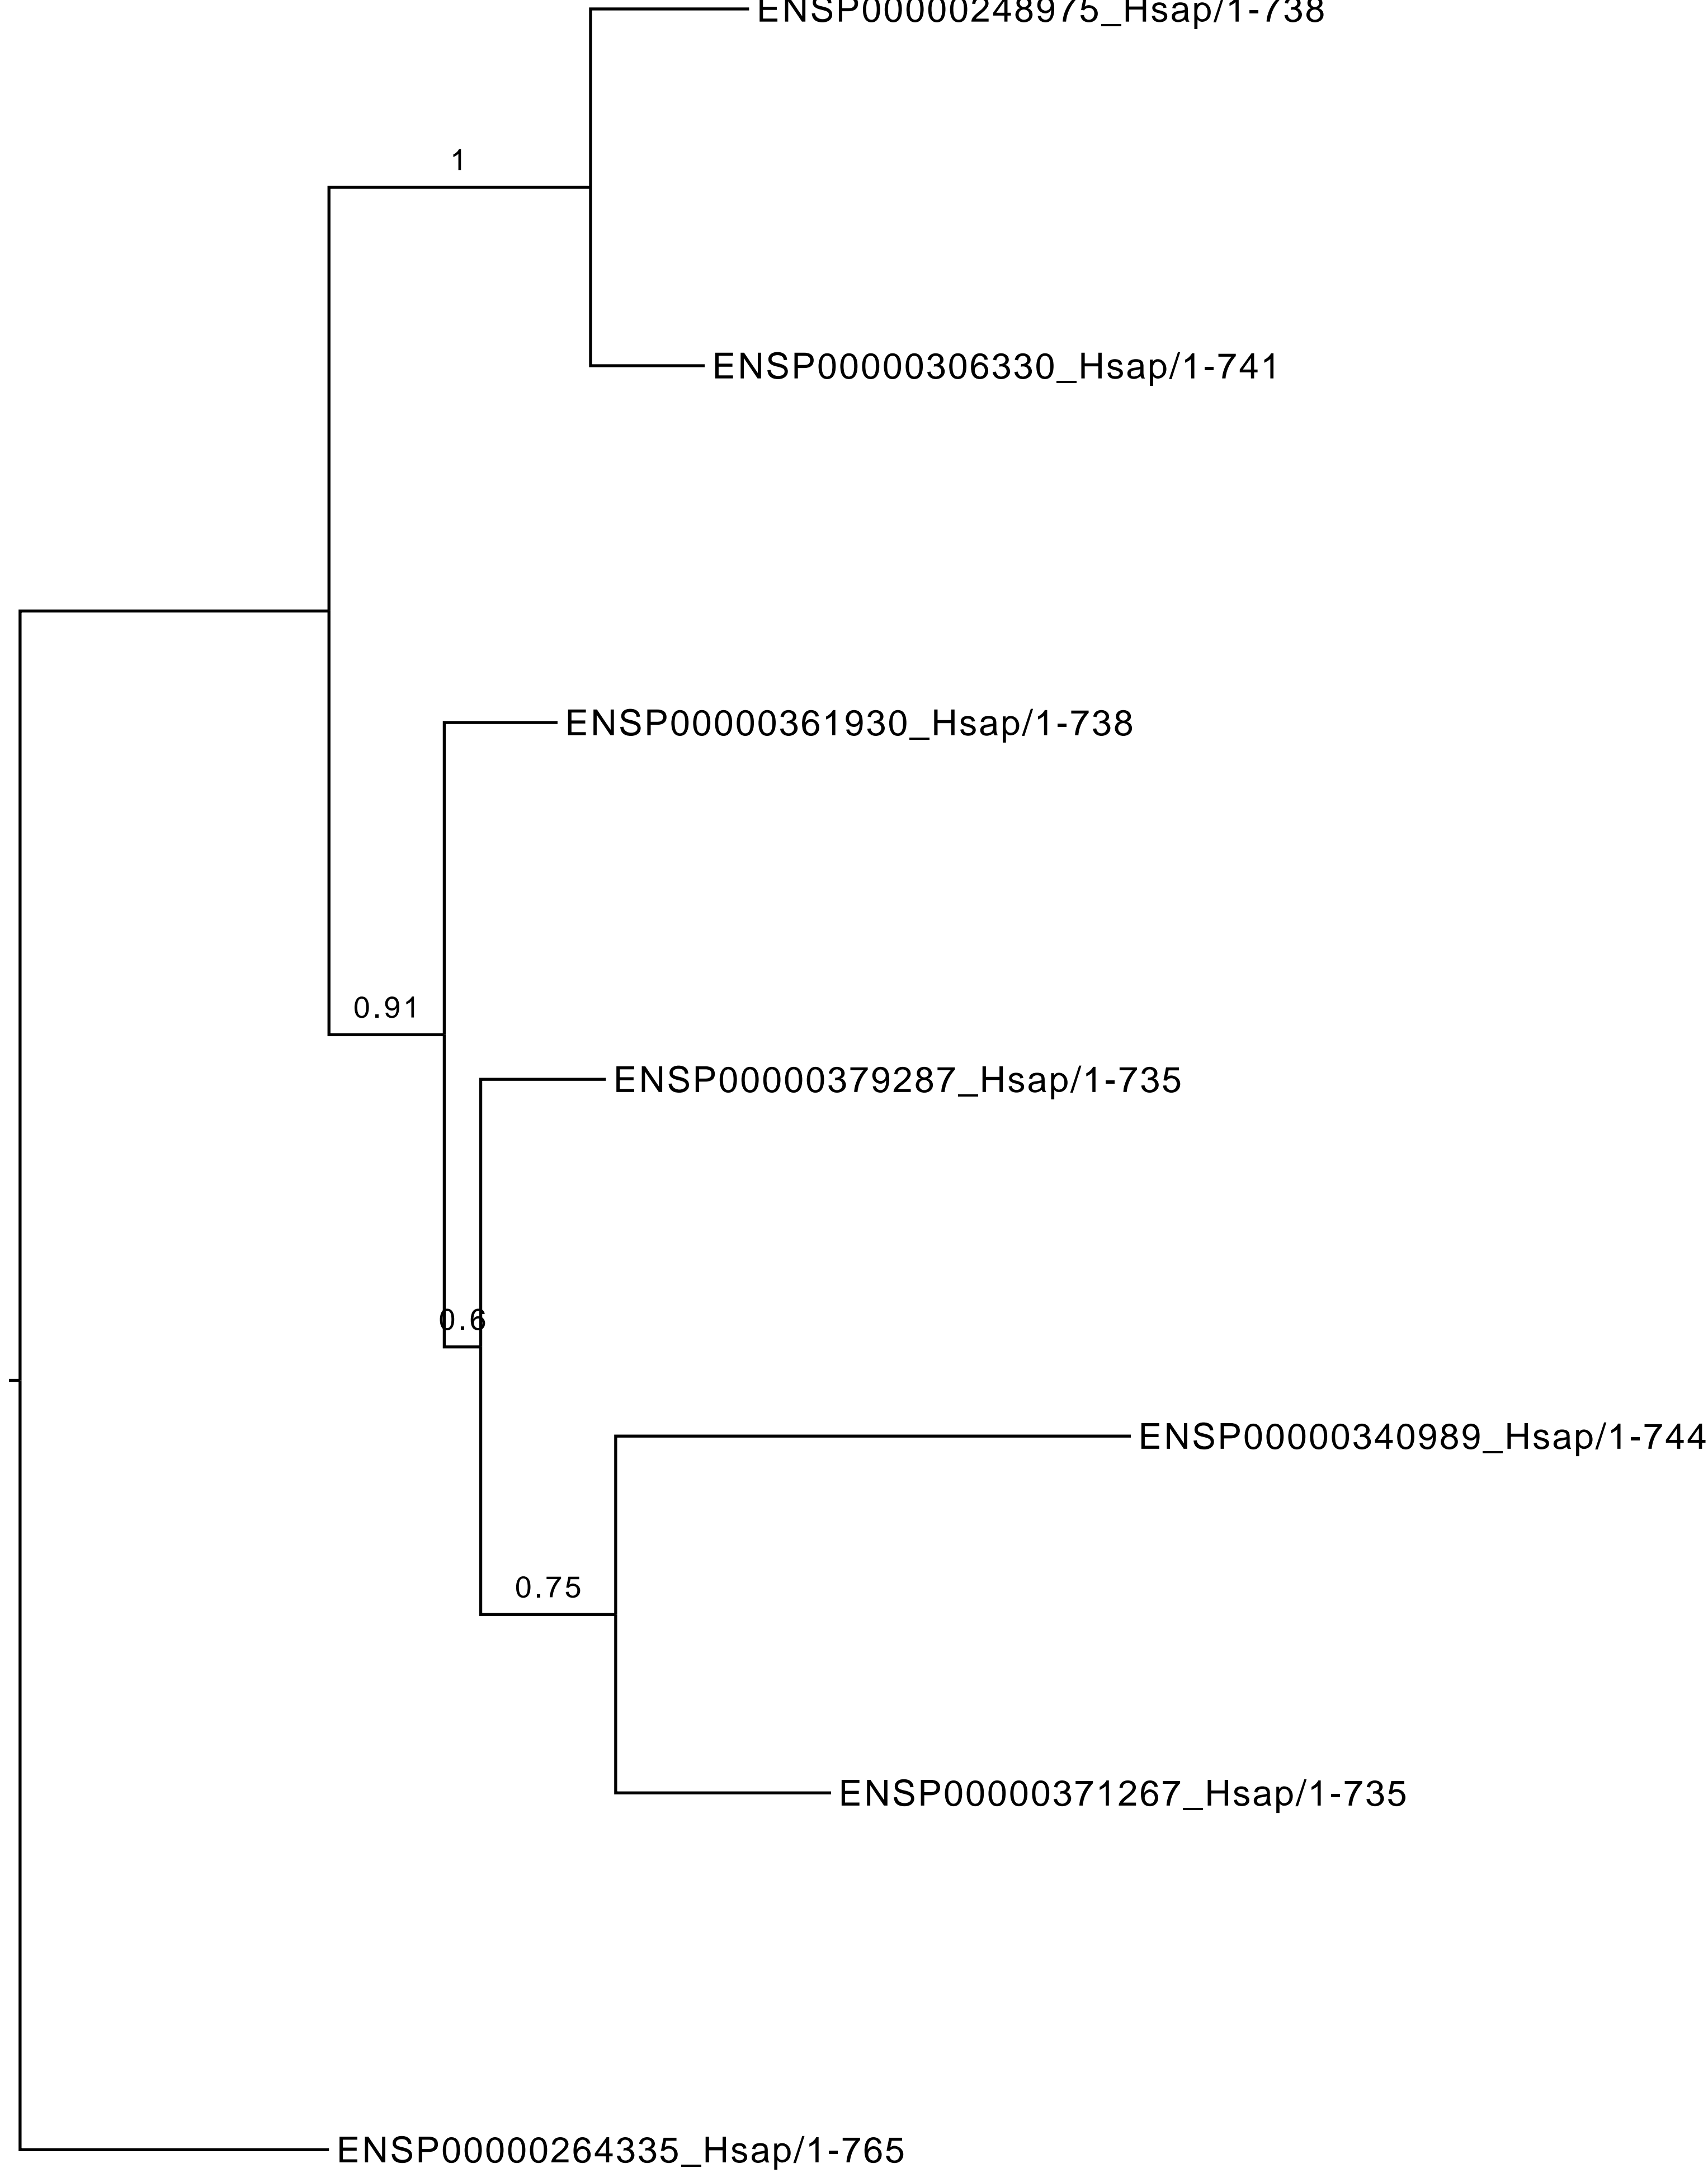 ENSP00000248975_Hsap/1-738
1
ENSP00000306330_Hsap/1-741
ENSP00000361930_Hsap/1-738
0.91
ENSP00000379287_Hsap/1-735
0.6
ENSP00000340989_Hsap/1-744
0.75
ENSP00000371267_Hsap/1-735
ENSP00000264335_Hsap/1-765